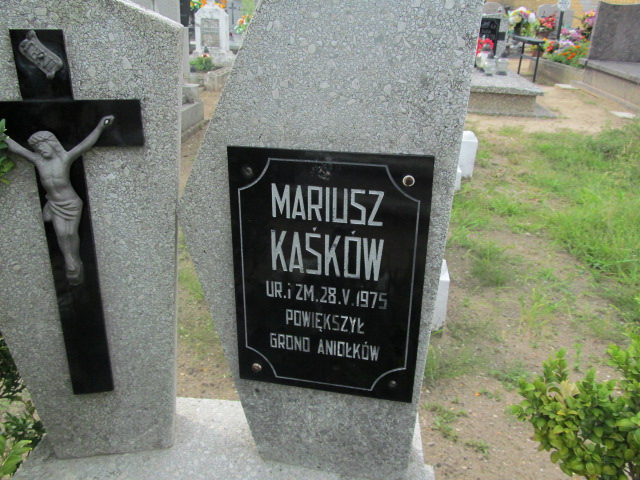 MARIUSZ
KAŚKÓW
UR. i ZM. 28.V.1975
POWIĘKSZYŁ
GRONO ANIOŁKÓW